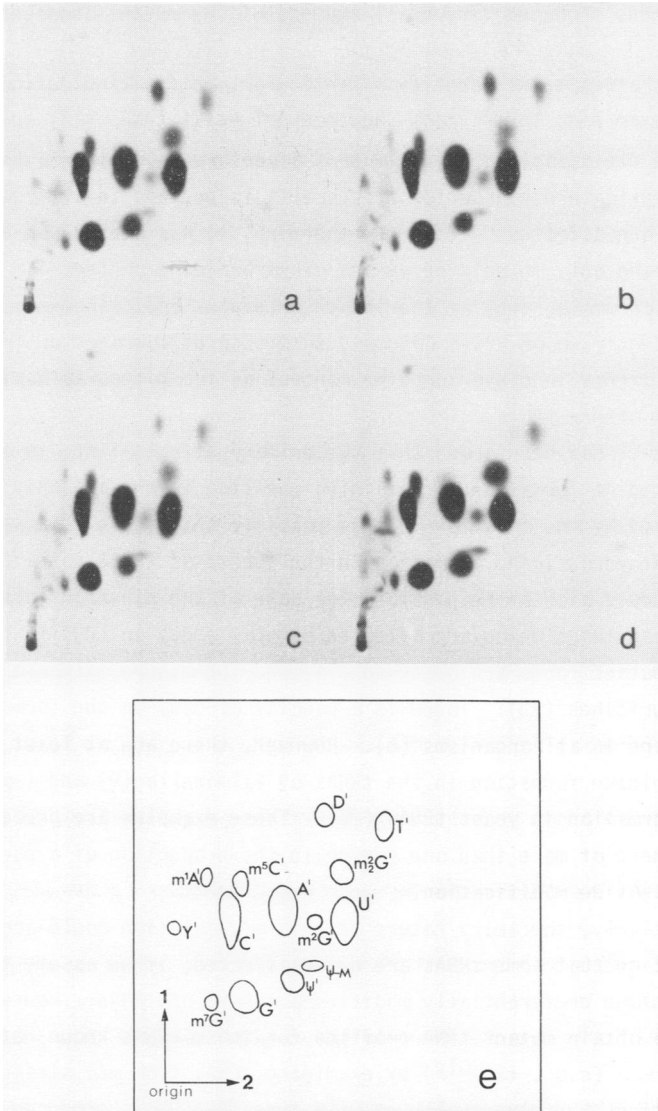 a
b
c
d
D'
T'
m¹A'
m⁵C'
m²₂G'
A'
U'
Y'
C'
m²G'
ψ-M
ψ'
m⁷G'
G'
1
2
origin
e